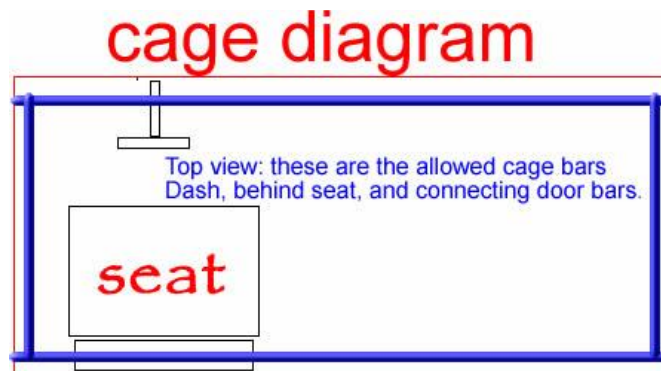 cage diagram
Top view: these are the allowed cage bars
Dash, behind seat, and connecting door bars.
seat